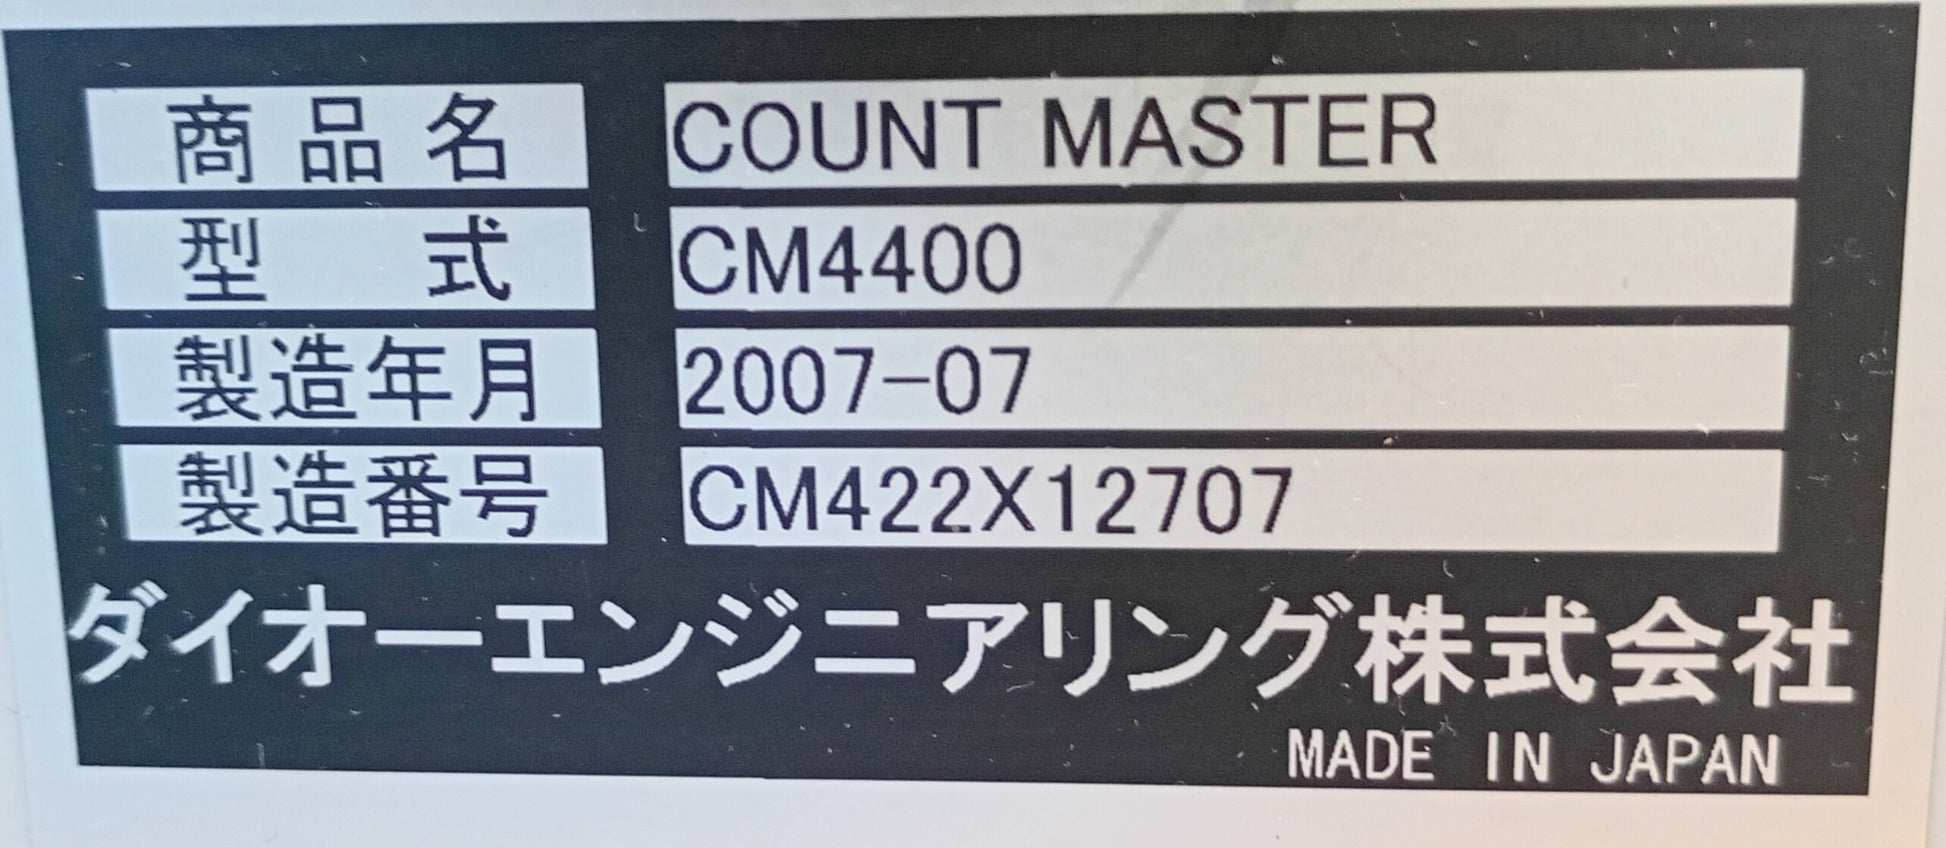 商品名 COUNT MASTER
型式 CM4400
製造年月 2007-07
製造番号 CM422X12707
ダイオーエンジニアリング株式会社
MADE IN JAPAN